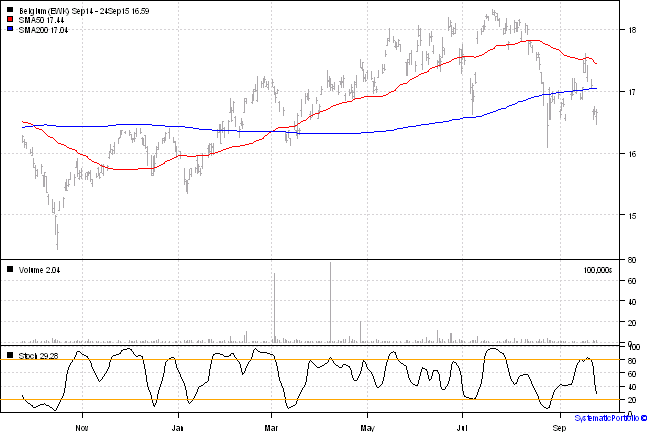 Belgium (EWK) Sep14 - 24Sep15 16.59
SMA50 17.44
SMA200 17.04
18
17
16
15
Volume 2.04
100,000s
80
60
40
20
Stoch 29.28
100
80
60
40
20
0
Nov Jan Mar May Jul Sep
SystematicPortfolio ©